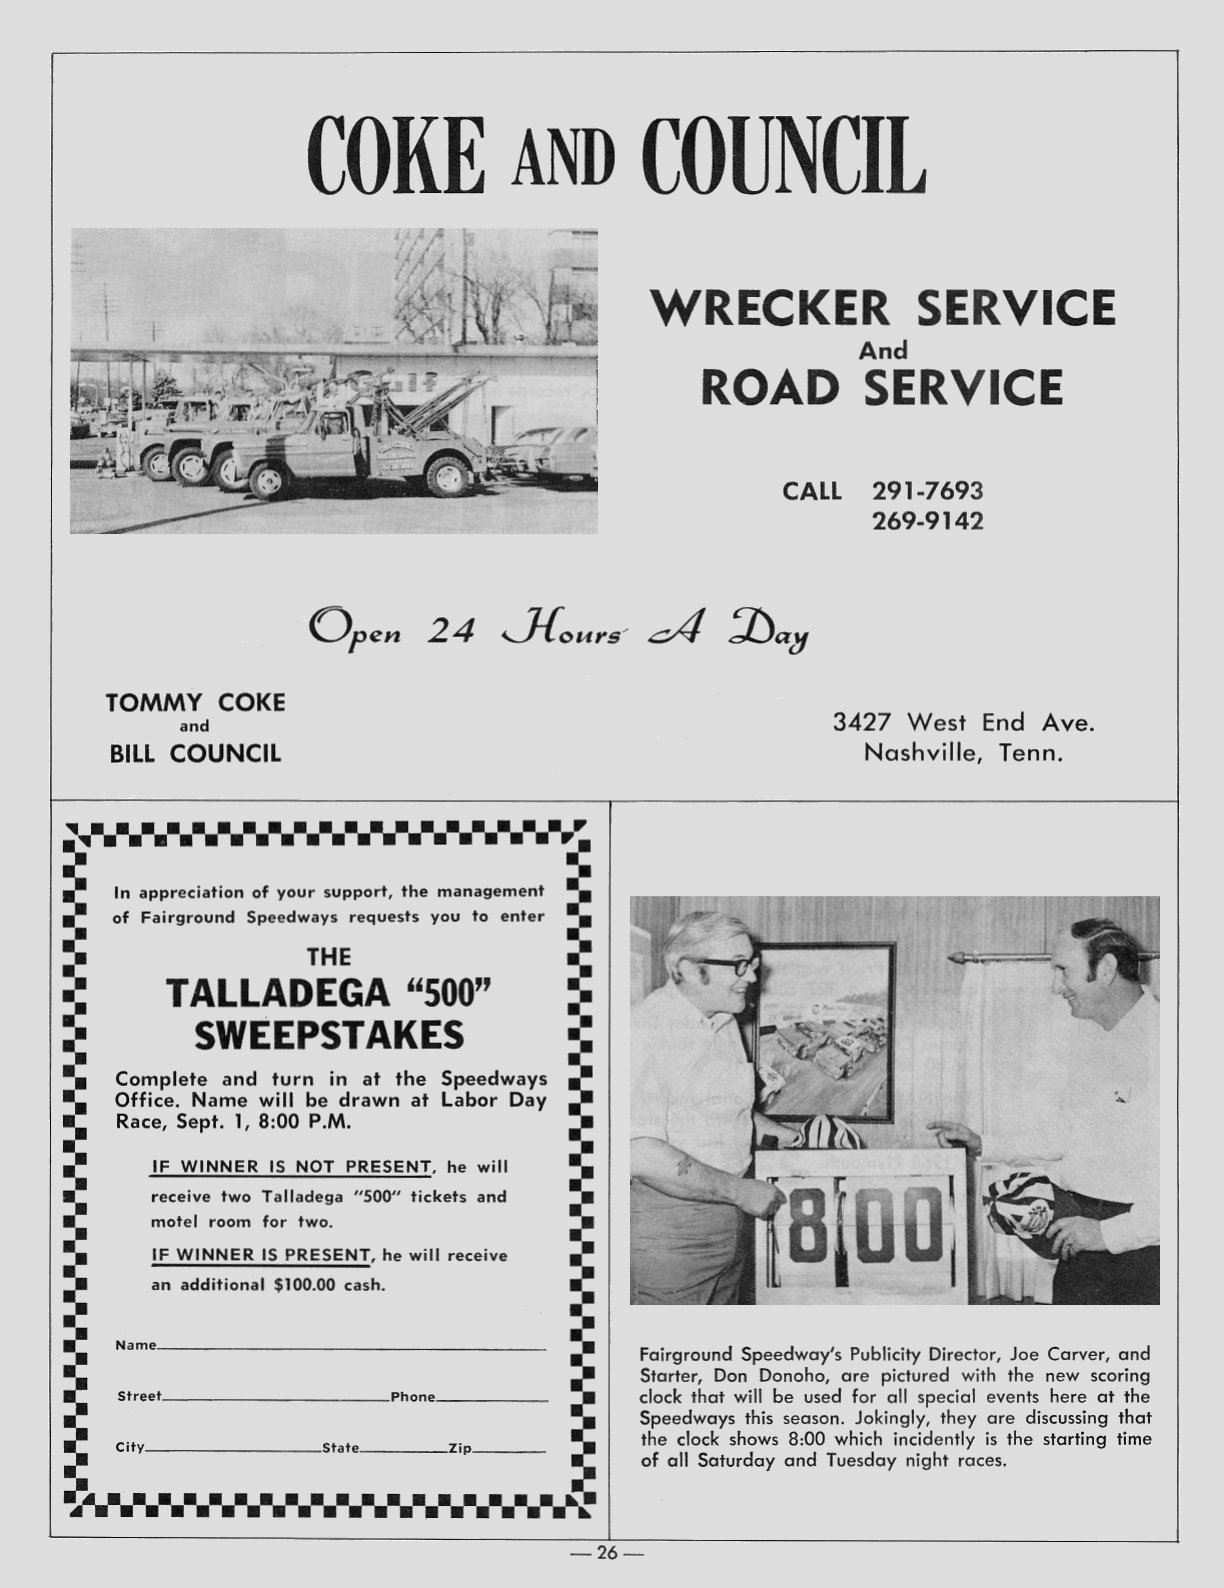 COKE AND COUNCIL
Gulf
WRECKER SERVICE
And
ROAD SERVICE
CALL 291-7693
269-9142
Open 24 Hours A Day
TOMMY COKE
and
BILL COUNCIL
3427 West End Ave.
Nashville, Tenn.
In appreciation of your support, the management
of Fairground Speedways requests you to enter
THE
TALLADEGA "500"
SWEEPSTAKES
Complete and turn in at the Speedways
Office. Name will be drawn at Labor Day
Race, Sept. 1, 8:00 P.M.
IF WINNER IS NOT PRESENT, he will
receive two Talladega "500" tickets and
motel room for two.
IF WINNER IS PRESENT, he will receive
an additional $100.00 cash.
Name
Street Phone
City State Zip
8 00
Fairground Speedway's Publicity Director, Joe Carver, and
Starter, Don Donoho, are pictured with the new scoring
clock that will be used for all special events here at the
Speedways this season. Jokingly, they are discussing that
the clock shows 8:00 which incidently is the starting time
of all Saturday and Tuesday night races.
— 26 —